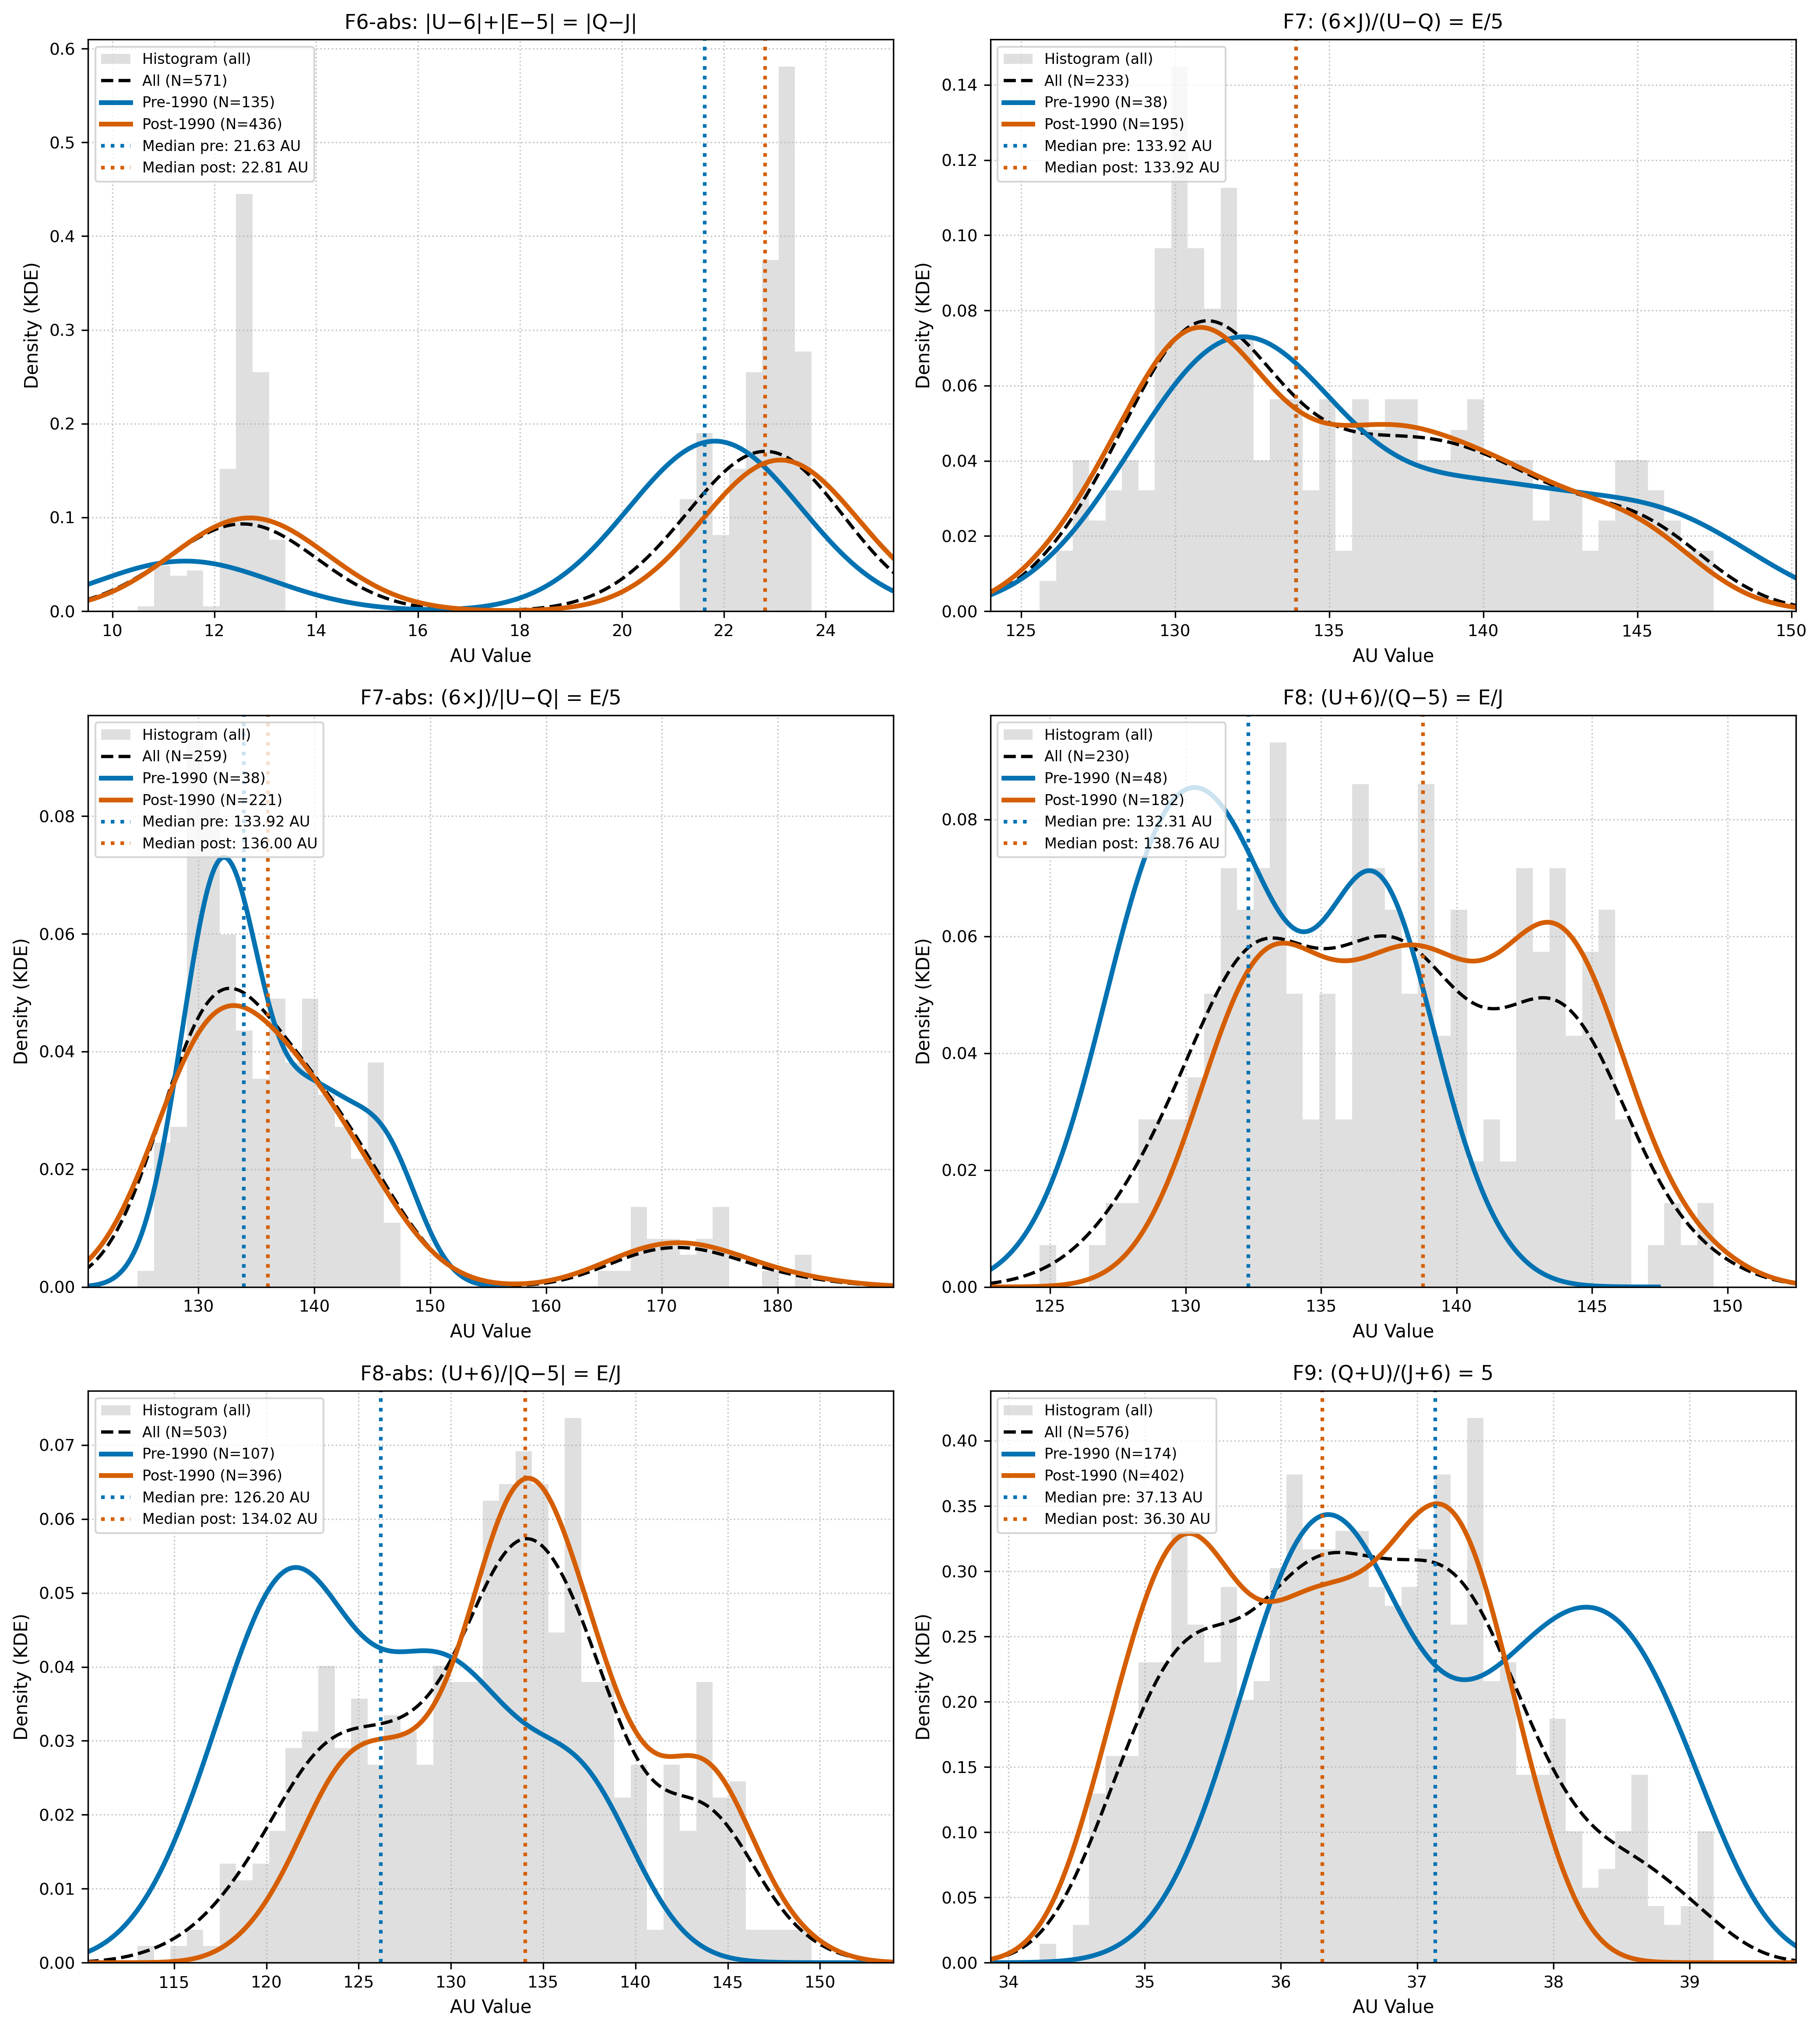 F6-abs: |U−6|+|E−5| = |Q−J|
Density (KDE)
0.6
0.5
0.4
0.3
0.2
0.1
0.0
Histogram (all)
All (N=571)
Pre-1990 (N=135)
Post-1990 (N=436)
Median pre: 21.63 AU
Median post: 22.81 AU
10 12 14 16 18 20 22 24
AU Value
F7: (6×J)/(U−Q) = E/5
Density (KDE)
0.14
0.12
0.10
0.08
0.06
0.04
0.02
0.00
Histogram (all)
All (N=233)
Pre-1990 (N=38)
Post-1990 (N=195)
Median pre: 133.92 AU
Median post: 133.92 AU
125 130 135 140 145 150
AU Value
F7-abs: (6×J)/|U−Q| = E/5
Density (KDE)
0.08
0.06
0.04
0.02
0.00
Histogram (all)
All (N=259)
Pre-1990 (N=38)
Post-1990 (N=221)
Median pre: 133.92 AU
Median post: 136.00 AU
130 140 150 160 170 180
AU Value
F8: (U+6)/(Q−5) = E/J
Density (KDE)
0.08
0.06
0.04
0.02
0.00
Histogram (all)
All (N=230)
Pre-1990 (N=48)
Post-1990 (N=182)
Median pre: 132.31 AU
Median post: 138.76 AU
125 130 135 140 145 150
AU Value
F8-abs: (U+6)/|Q−5| = E/J
Density (KDE)
0.07
0.06
0.05
0.04
0.03
0.02
0.01
0.00
Histogram (all)
All (N=503)
Pre-1990 (N=107)
Post-1990 (N=396)
Median pre: 126.20 AU
Median post: 134.02 AU
115 120 125 130 135 140 145 150
AU Value
F9: (Q+U)/(J+6) = 5
Density (KDE)
0.40
0.35
0.30
0.25
0.20
0.15
0.10
0.05
0.00
Histogram (all)
All (N=576)
Pre-1990 (N=174)
Post-1990 (N=402)
Median pre: 37.13 AU
Median post: 36.30 AU
34 35 36 37 38 39
AU Value